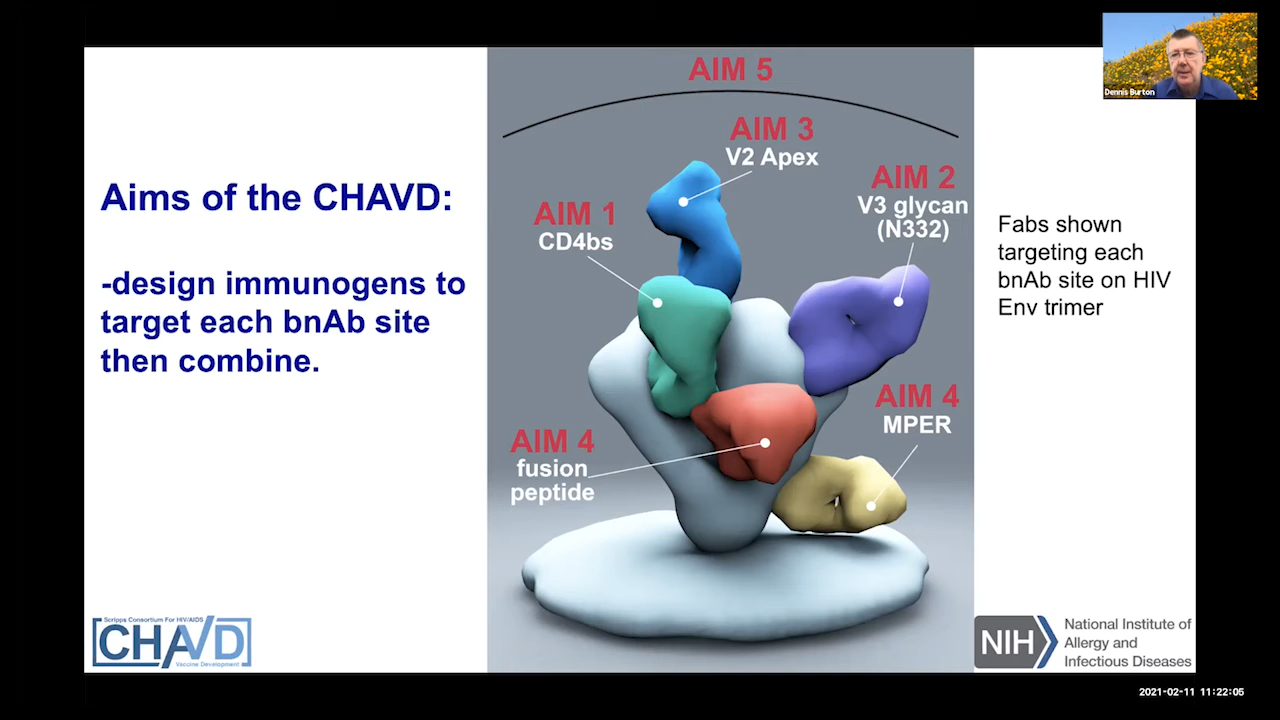 Aims of the CHAVD:
-design immunogens to
target each bnAb site
then combine.
AIM 5
AIM 3
V2 Apex
AIM 2
V3 glycan
(N332)
AIM 1
CD4bs
AIM 4
MPER
AIM 4
fusion
peptide
Fabs shown
targeting each
bnAb site on HIV
Env trimer
Dennis Burton
Scripps Consortium For HIV/AIDS
CHAVD
Vaccine Development
NIH
National Institute of
Allergy and
Infectious Diseases
2021-02-11 11:22:05